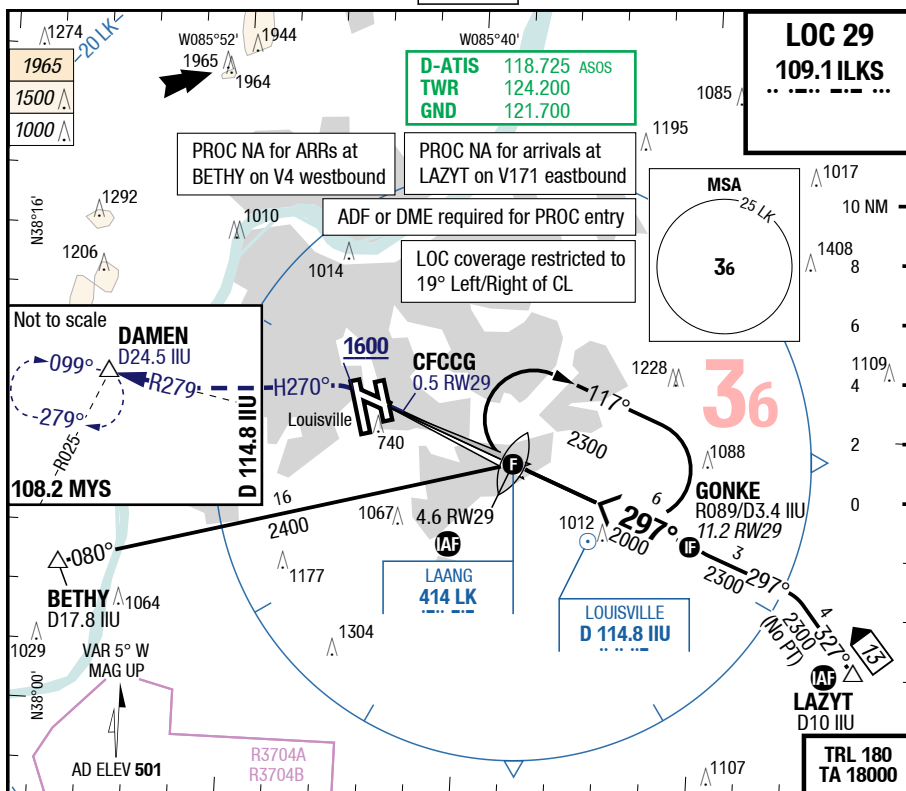 1274
20 LK
1944
W085°52'
W085°40'
1965
1964
1965
1500
1000
D-ATIS 118.725 ASOS
TWR 124.200
GND 121.700
LOC 29
109.1 ILKS
1085
1195
PROC NA for ARRs at
BETHY on V4 westbound
PROC NA for arrivals at
LAZYT on V171 eastbound
ADF or DME required for PROC entry
LOC coverage restricted to
19° Left/Right of CL
MSA
25 LK
36
1017
10 NM
8
6
4
2
0
1408
1109
N38°16'
1292
1206
1010
1014
Not to scale
DAMEN
D24.5 IIU
099°
R279
279°
R025
108.2 MYS
D 114.8 IIU
H270°
1600
CFCCG
0.5 RW29
Louisville
740
117°
2300
1228
36
1088
F
GONKE
R089/D3.4 IIU
11.2 RW29
IF
6
297°
2000
1012
3
297°
2300
4
327°
2300
(No PT)
13
IAF
LAZYT
D10 IIU
16
2400
080°
BETHY
D17.8 IIU
1064
1029
1067
4.6 RW29
IAF
LAANG
414 LK
1177
1304
LOUISVILLE
D 114.8 IIU
N38°00'
VAR 5° W
MAG UP
AD ELEV 501
R3704A
R3704B
1107
TRL 180
TA 18000